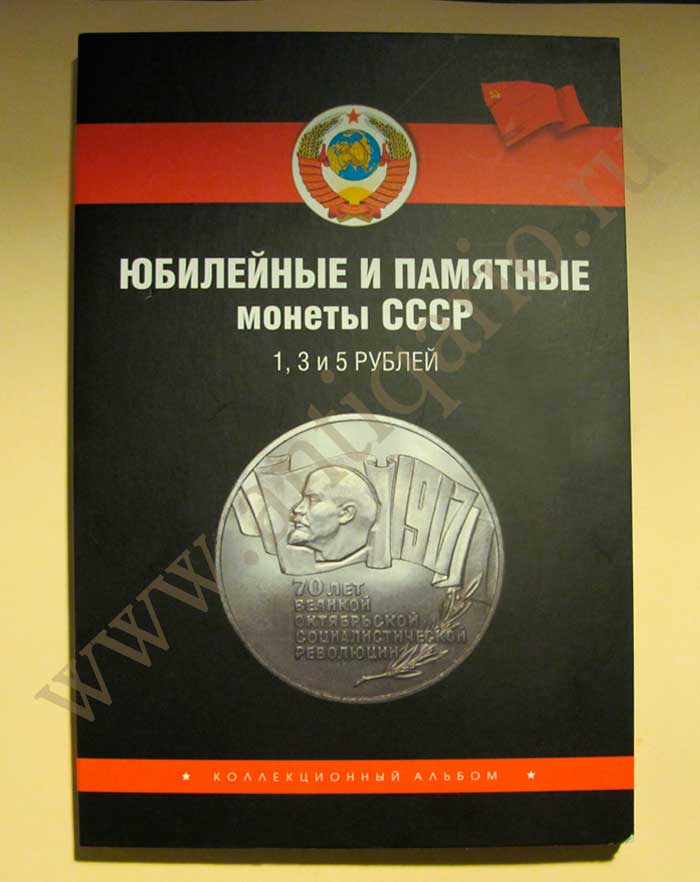 ЮБИЛЕЙНЫЕ И ПАМЯТНЫЕ
монеты СССР
1, 3 и 5 РУБЛЕЙ
1917
70 ЛЕТ
ВЕЛИКОЙ
ОКТЯБРЬСКОЙ
СОЦИАЛИСТИЧЕСКОЙ
РЕВОЛЮЦИИ
★ КОЛЛЕКЦИОННЫЙ АЛЬБОМ ★
www.antiqaino.ru